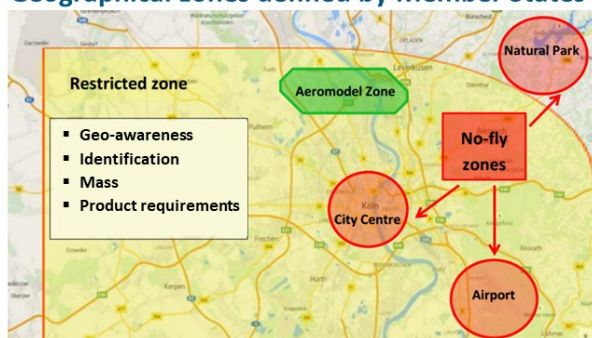 Geographical zones defined by Member States
Restricted zone
▪ Geo-awareness
▪ Identification
▪ Mass
▪ Product requirements
Aeromodel Zone
Natural Park
No-fly
zones
City Centre
Airport
Leverkusen
Köln
Pulheim
Frechen
Hürth
Kerpen
Rösrath